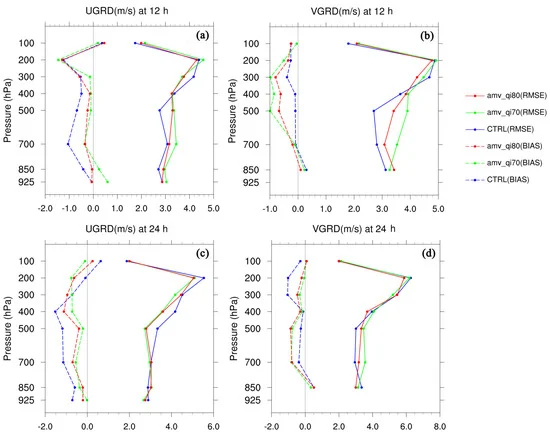 UGRD(m/s) at 12 h
VGRD(m/s) at 12 h
(a)
(b)
Pressure (hPa)
100
200
300
400
500
700
850
925
-2.0 -1.0 0.0 1.0 2.0 3.0 4.0 5.0
Pressure (hPa)
100
200
300
400
500
700
850
925
-1.0 0.0 1.0 2.0 3.0 4.0 5.0
amv_qi80(RMSE)
amv_qi70(RMSE)
CTRL(RMSE)
amv_qi80(BIAS)
amv_qi70(BIAS)
CTRL(BIAS)
UGRD(m/s) at 24 h
VGRD(m/s) at 24 h
(c)
(d)
Pressure (hPa)
100
200
300
400
500
700
850
925
-2.0 0.0 2.0 4.0 6.0
Pressure (hPa)
100
200
300
400
500
700
850
925
-2.0 0.0 2.0 4.0 6.0 8.0